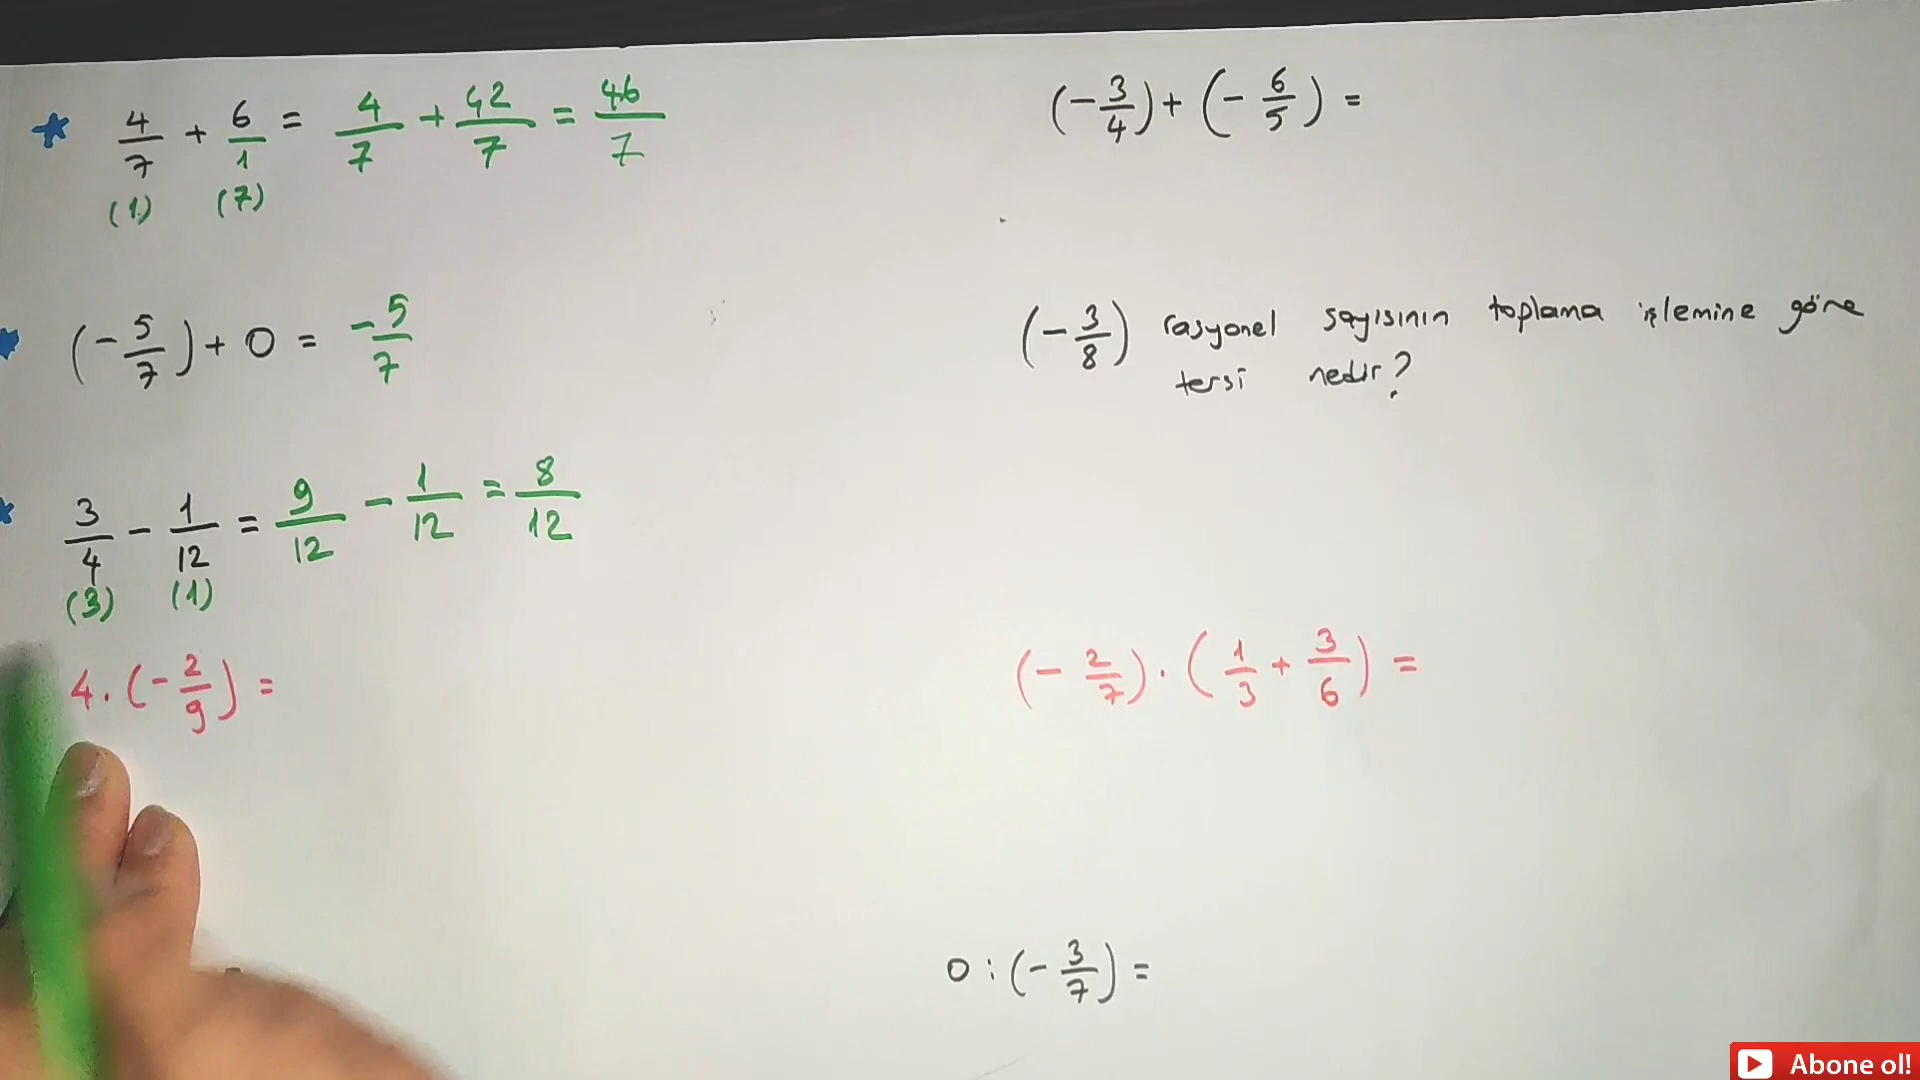 4/7 + 6/1 = 4/7 + 42/7 = 46/7
(1) (7)
(-5/7) + 0 = -5/7
3/4 - 1/12 = 9/12 - 1/12 = 8/12
(3) (1)
4 . (-2/9) =
(-3/4) + (-6/5) =
(-3/8) rasyonel sayısının toplama işlemine göre
tersi nedir?
(-2/7) . (1/3 + 3/6) =
0 : (-3/7) =
Abone ol!